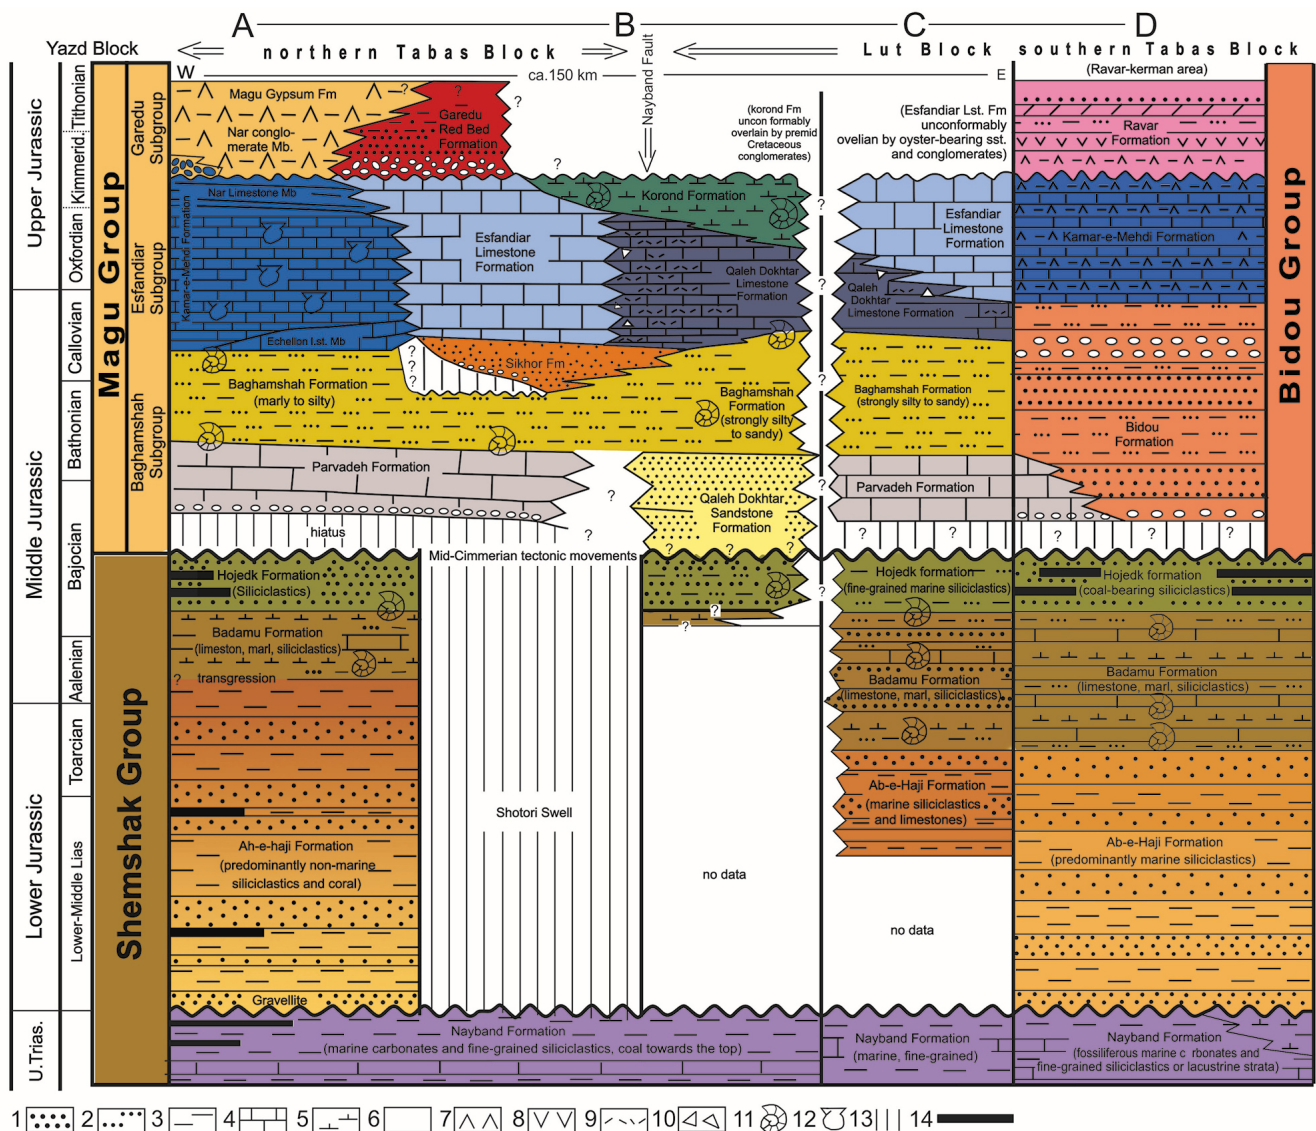 A
B
C
D
Yazd Block
northern Tabas Block
Lut Block
southern Tabas Block
(Ravar-kerman area)
W
ca.150 km
E
Nayband Fault
Upper Jurassic
Middle Jurassic
Lower Jurassic
U.Trias.
Tithonian
Kimmerid.
Oxfordian
Callovian
Bathonian
Bajocian
Aalenian
Toarcian
Lower-Middle Lias
Magu Group
Shemshak Group
Bidou Group
Garedu
Subgroup
Esfandiar
Subgroup
Baghamshah
Subgroup
Magu Gypsum Fm
Nar conglo-
merate Mb.
?
?
Garedu
Red Bed
Formation
?
(korond Fm
uncon formably
overlain by premid
Cretaceous
conglomerates)
(Esfandiar Lst. Fm
unconformably
ovelian by oyster-bearing sst.
and conglomerates)
Ravar
Formation
Nar Limestone Mb
Kamar-e-Mehdi Formation
Echellon l.st. Mb
Esfandiar
Limestone
Formation
?
Korond Formation
Qaleh Dokhtar
Limestone
Formation
?
?
Esfandiar
Limestone
Formation
Qaleh
Dokhtar
Limestone Formation
Kamar-e-Mehdi Formation
?
?
?
?
Sikhor Fm
Baghamshah Formation
(marly to silty)
Baghamshah
Formation
(strongly silty
to sandy)
?
Baghamshah Formation
(strongly silty to sandy)
Bidou
Formation
Parvadeh Formation
?
?
Qaleh Dokhtar
Sandstone
Formation
?
Parvadeh Formation
hiatus
?
?
?
?
?
?
?
?
Mid-Cimmerian tectonic movements
Hojedk Formation
(Siliciclastics)
?
?
?
Hojedk formation
(fine-grained marine siliciclastics)
Hojedk formation
(coal-bearing siliciclastics)
Badamu Formation
(limeston, marl, siliciclastics)
? transgression
Badamu Formation
(limestone, marl, siliciclastics)
Badamu Formation
(limestone, marl, siliciclastics)
Shotori Swell
no data
Ab-e-Haji Formation
(marine siliciclastics
and limestones)
no data
Ah-e-haji Formation
(predominantly non-marine
siliciclastics and coral)
Ab-e-Haji Formation
(predominantly marine siliciclastics)
Gravellite
Nayband Formation
(marine carbonates and fine-grained siliciclastics, coal towards the top)
Nayband Formation
(marine, fine-grained)
Nayband Formation
(fossiliferous marine c rbonates and
fine-grained siliciclastics or lacustrine strata)
1 2 3 4 5 6 7 8 9 10 11 12 13 14